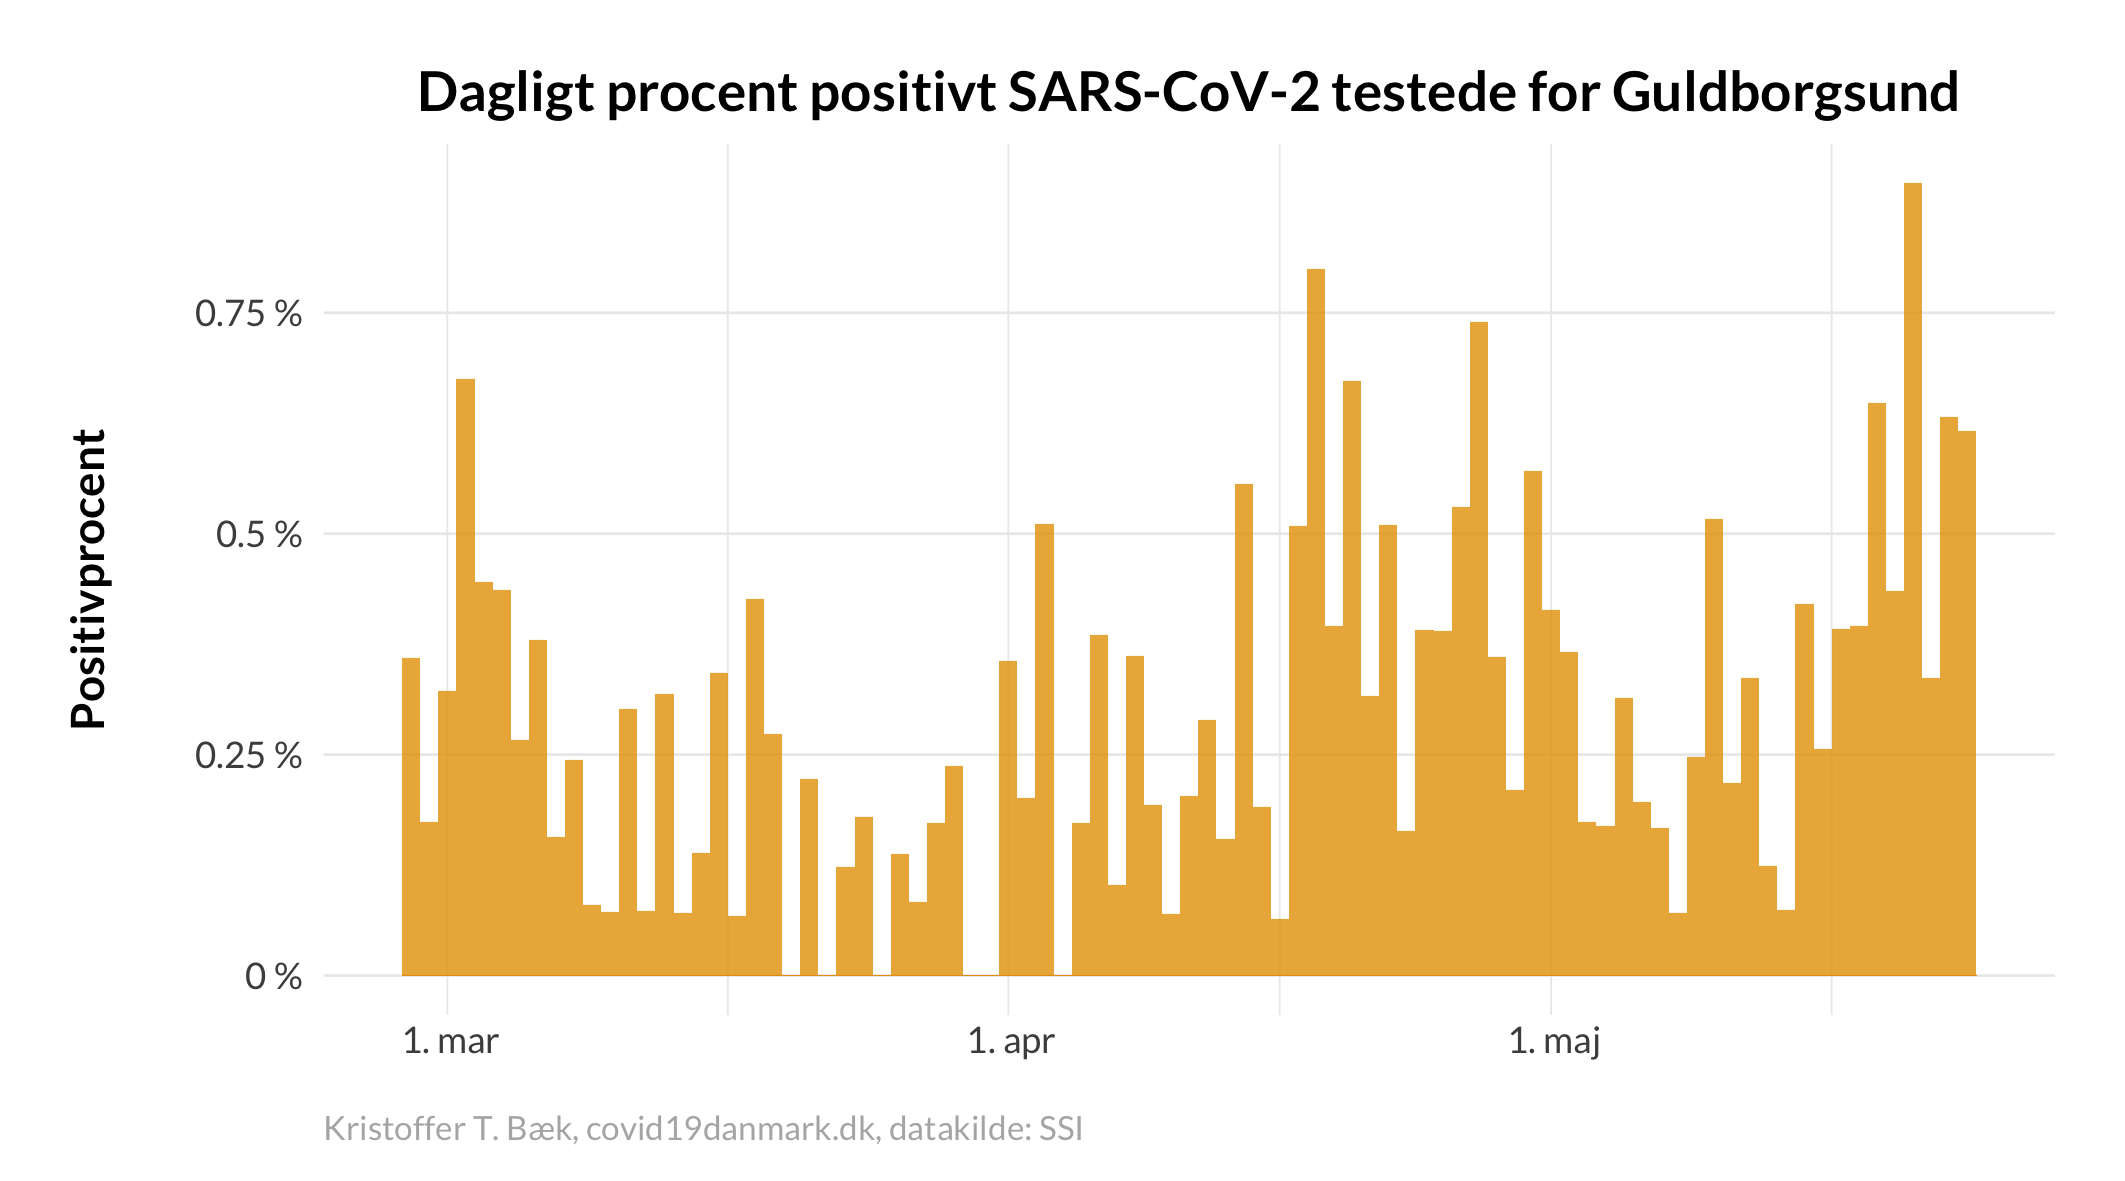 Dagligt procent positivt SARS-CoV-2 testede for Guldborgsund
Positivprocent
0.75 %
0.5 %
0.25 %
0 %
1. mar
1. apr
1. maj
Kristoffer T. Bæk, covid19danmark.dk, datakilde: SSI